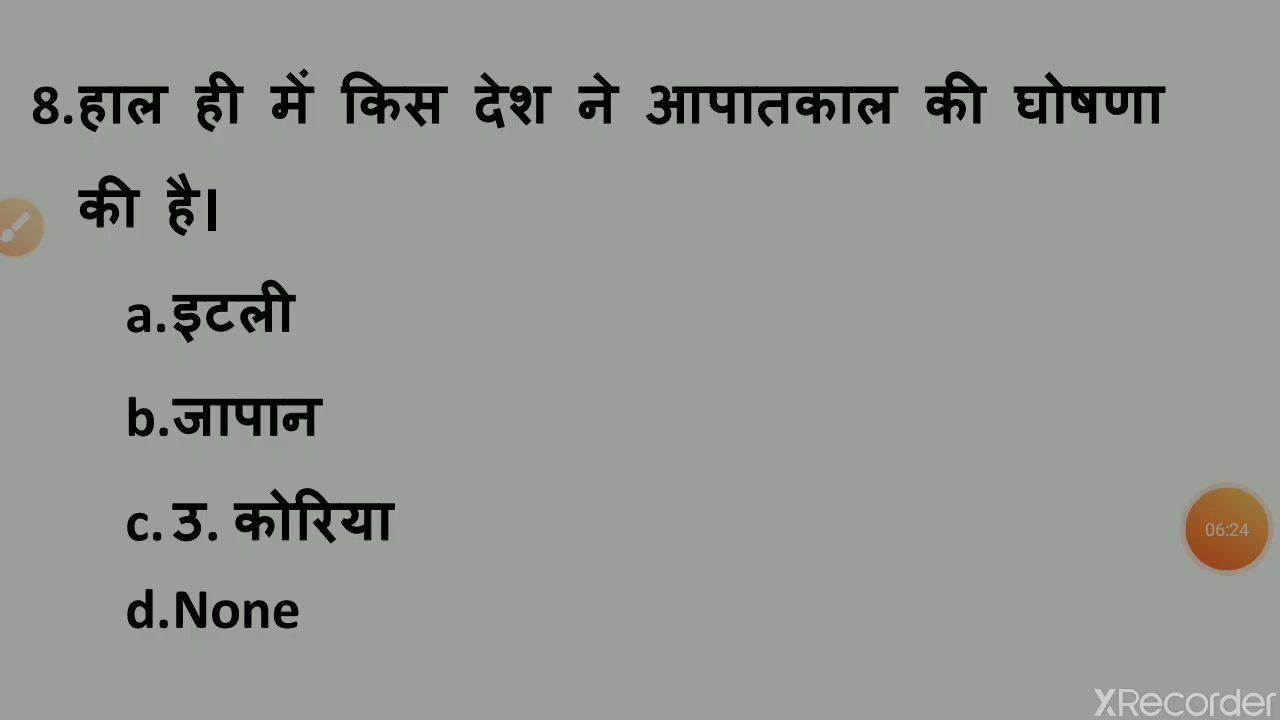 8.हाल ही में किस देश ने आपातकाल की घोषणा
की है।
a.इटली
b.जापान
c.उ. कोरिया
d.None
06:24
XRecorder